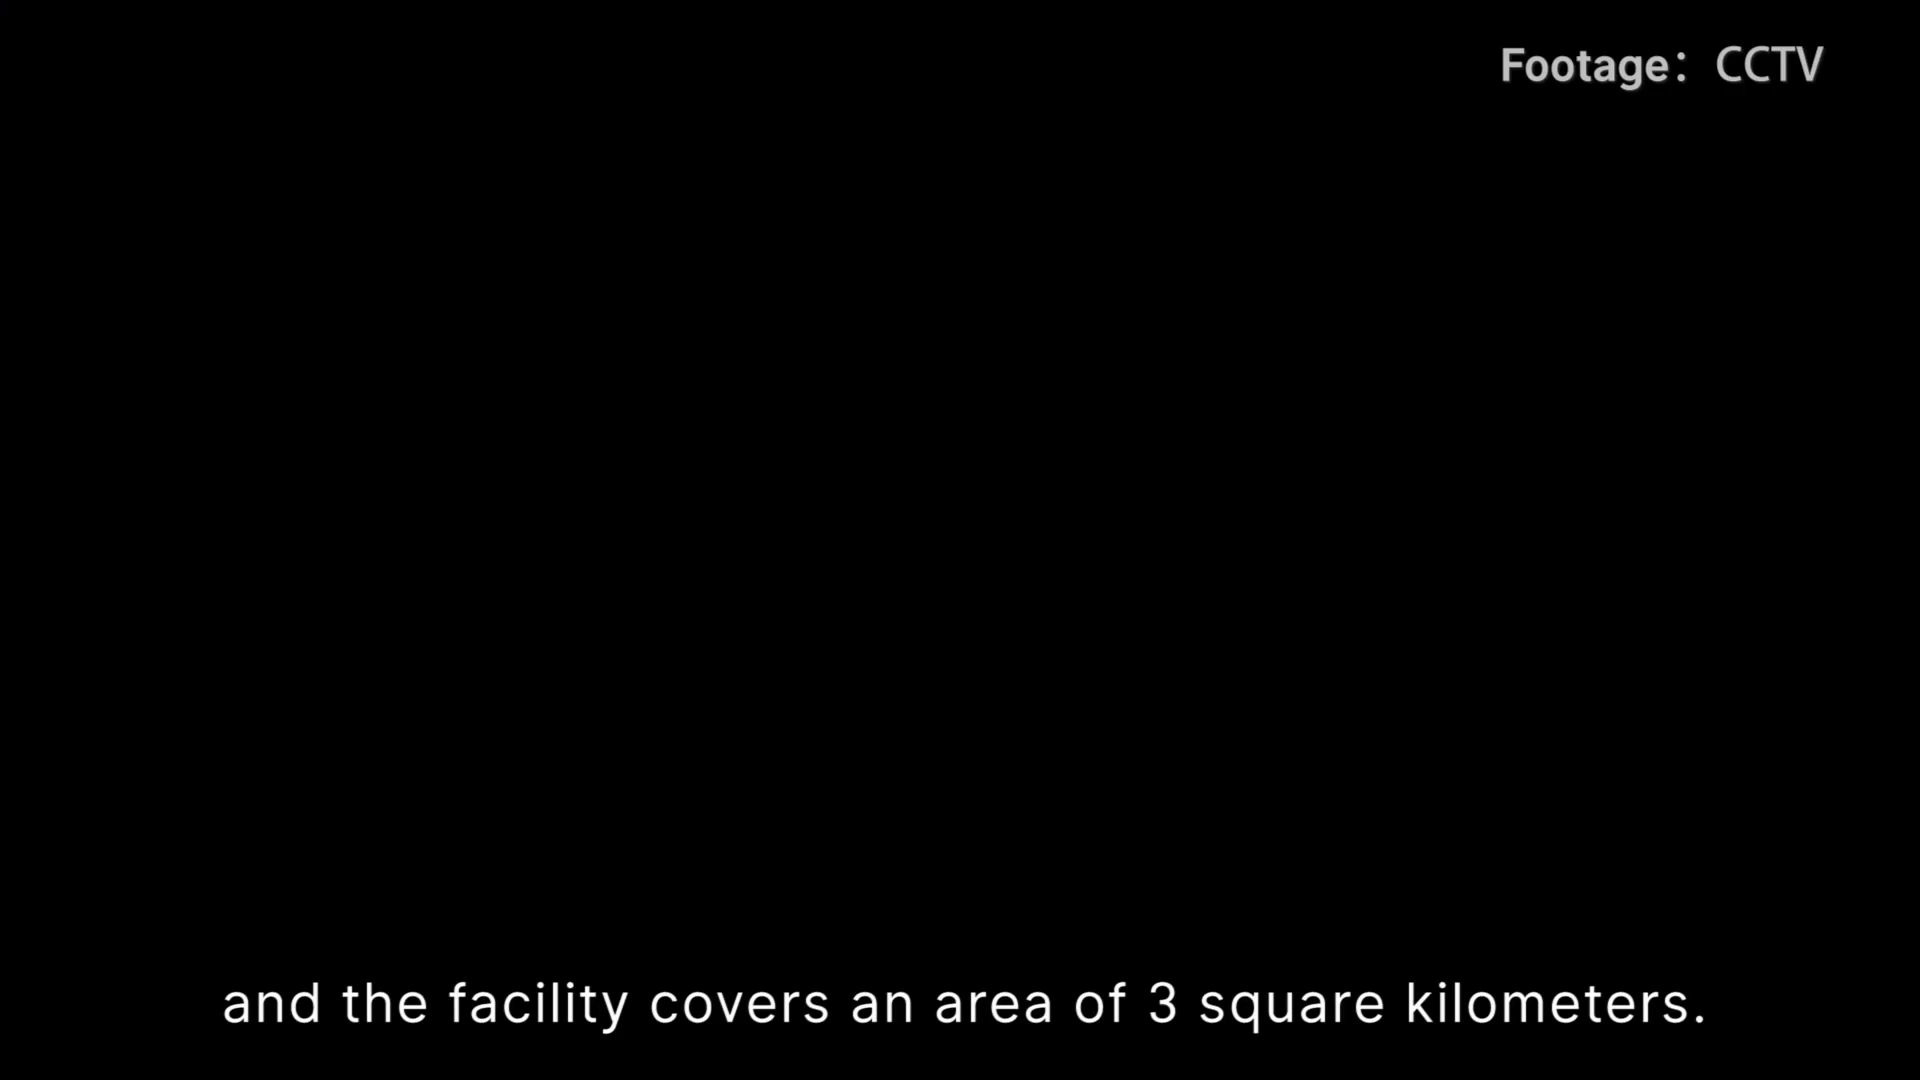 Footage: CCTV
and the facility covers an area of 3 square kilometers.